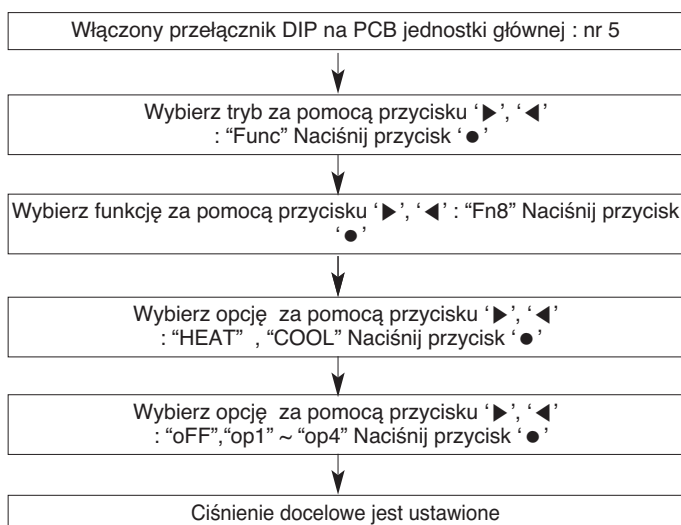 Włączony przełącznik DIP na PCB jednostki głównej : nr 5
Wybierz tryb za pomocą przycisku ‘▶’, ‘◀’
: “Func” Naciśnij przycisk ‘●’
Wybierz funkcję za pomocą przycisku ‘▶’, ‘◀’ : “Fn8” Naciśnij przycisk
‘●’
Wybierz opcję za pomocą przycisku ‘▶’, ‘◀’
: “HEAT” , “COOL” Naciśnij przycisk ‘●’
Wybierz opcję za pomocą przycisku ‘▶’, ‘◀’
: “oFF”,“op1” ~ “op4” Naciśnij przycisk ‘●’
Ciśnienie docelowe jest ustawione